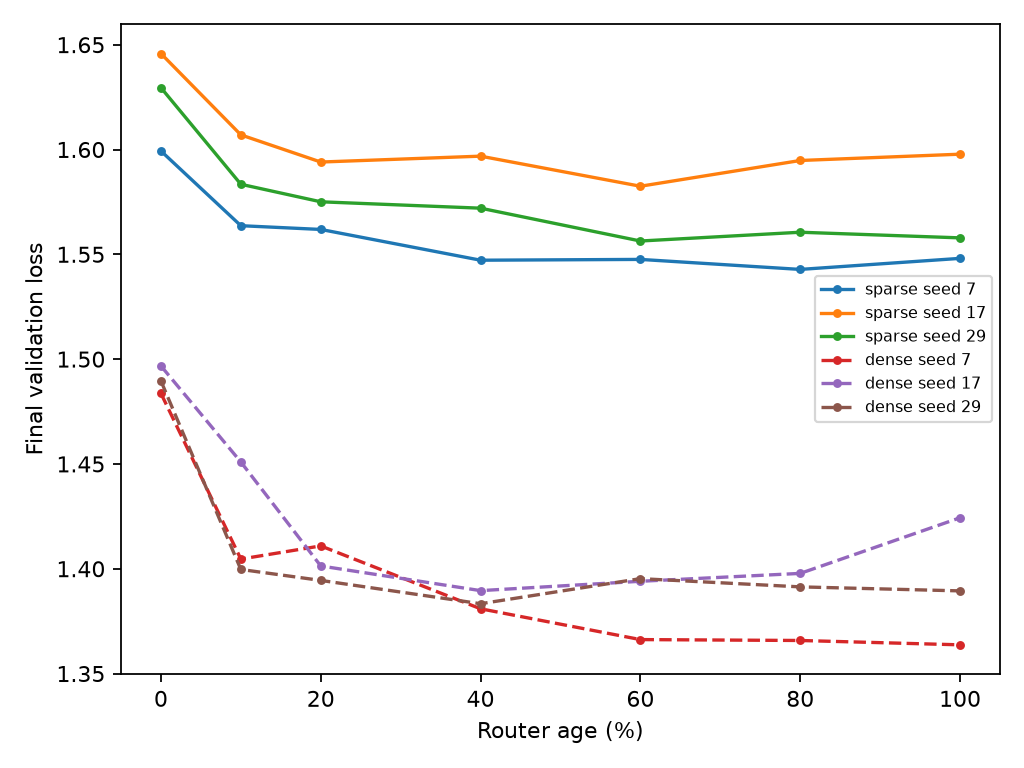 1.65
1.60
1.55
1.50
1.45
1.40
1.35
Final validation loss
sparse seed 7
sparse seed 17
sparse seed 29
dense seed 7
dense seed 17
dense seed 29
0 20 40 60 80 100
Router age (%)